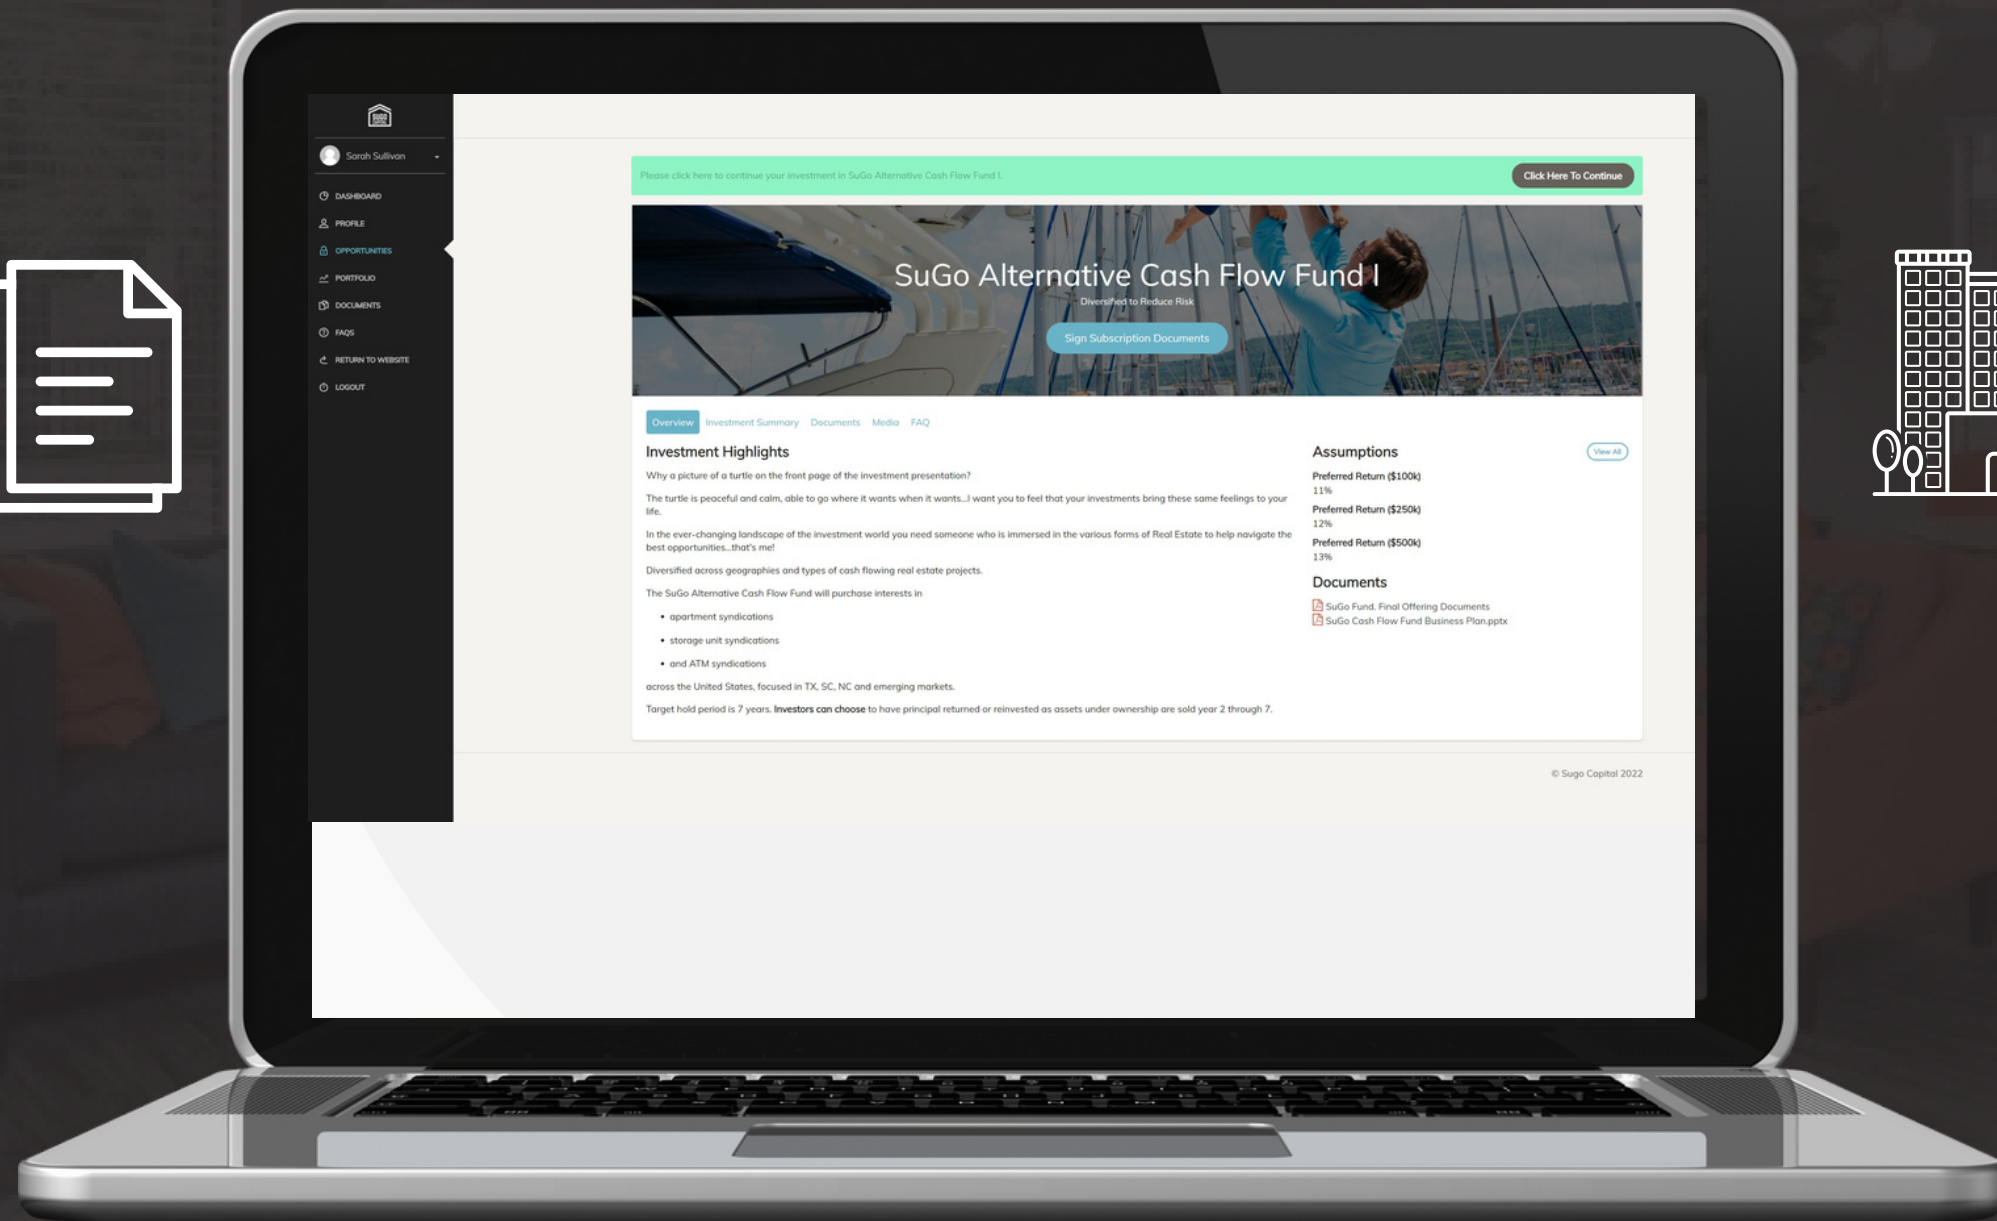 SUGO
CAPITAL
Sarah Sullivan
DASHBOARD
PROFILE
OPPORTUNITIES
PORTFOLIO
DOCUMENTS
FAQS
RETURN TO WEBSITE
LOGOUT
Please click here to continue your investment in SuGo Alternative Cash Flow Fund I.
Click Here To Continue
SuGo Alternative Cash Flow Fund I
Diversified to Reduce Risk
Sign Subscription Documents
Overview Investment Summary Documents Media FAQ
Investment Highlights
Why a picture of a turtle on the front page of the investment presentation?
The turtle is peaceful and calm, able to go where it wants when it wants...I want you to feel that your investments bring these same feelings to your
life.
In the ever-changing landscape of the investment world you need someone who is immersed in the various forms of Real Estate to help navigate the
best opportunities...that's me!
Diversified across geographies and types of cash flowing real estate projects.
The SuGo Alternative Cash Flow Fund will purchase interests in
• apartment syndications
• storage unit syndications
• and ATM syndications
across the United States, focused in TX, SC, NC and emerging markets.
Target hold period is 7 years. Investors can choose to have principal returned or reinvested as assets under ownership are sold year 2 through 7.
Assumptions
View All
Preferred Return ($100k)
11%
Preferred Return ($250k)
12%
Preferred Return ($500k)
13%
Documents
SuGo Fund. Final Offering Documents
SuGo Cash Flow Fund Business Plan.pptx
© Sugo Capital 2022